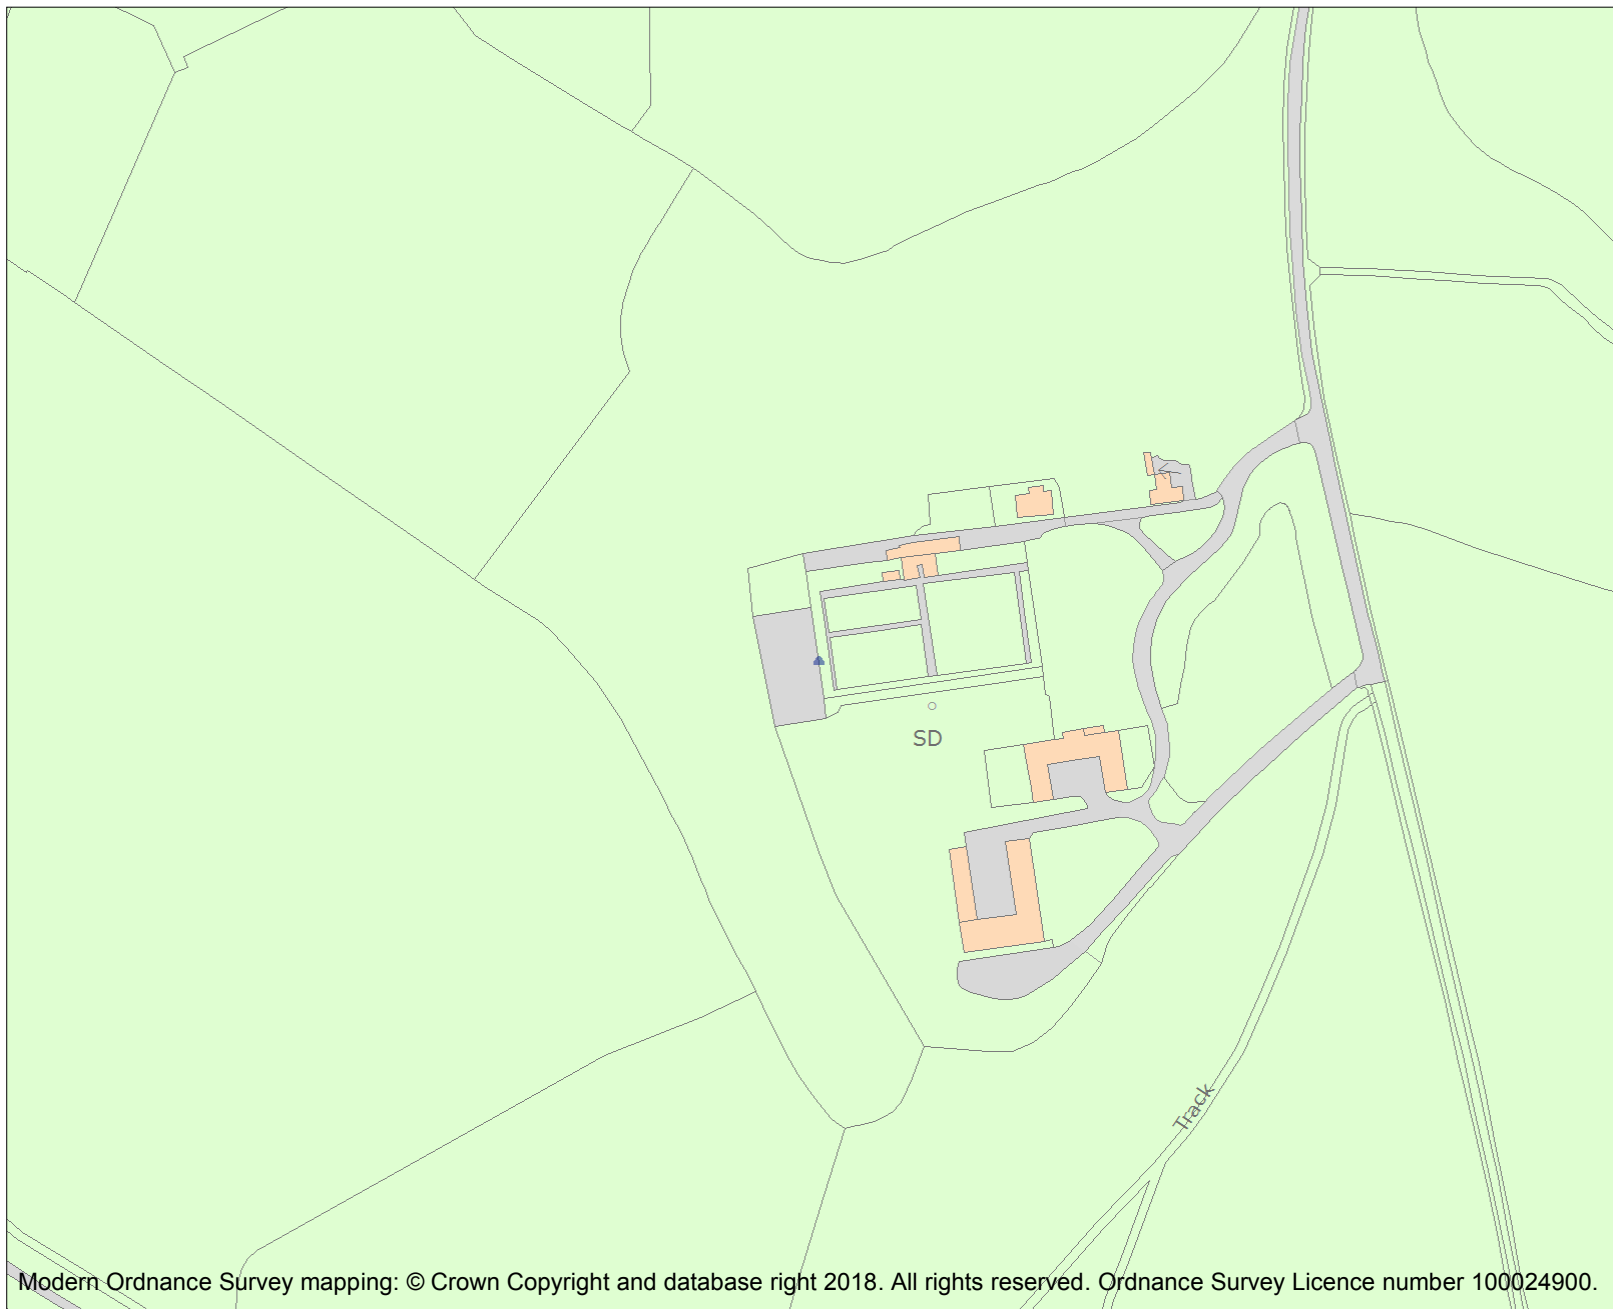 SD
Track
Modern Ordnance Survey mapping: © Crown Copyright and database right 2018. All rights reserved. Ordnance Survey Licence number 100024900.